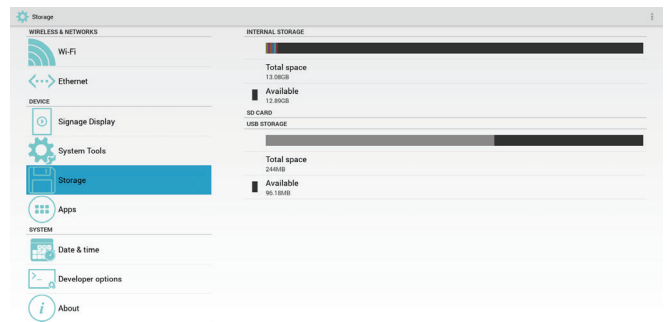 Storage
WIRELESS & NETWORKS
Wi-Fi
Ethernet
DEVICE
Signage Display
System Tools
Storage
Apps
SYSTEM
Date & time
Developer options
About
INTERNAL STORAGE
Total space
13.08GB
Available
12.89GB
SD CARD
USB STORAGE
Total space
244MB
Available
96.18MB